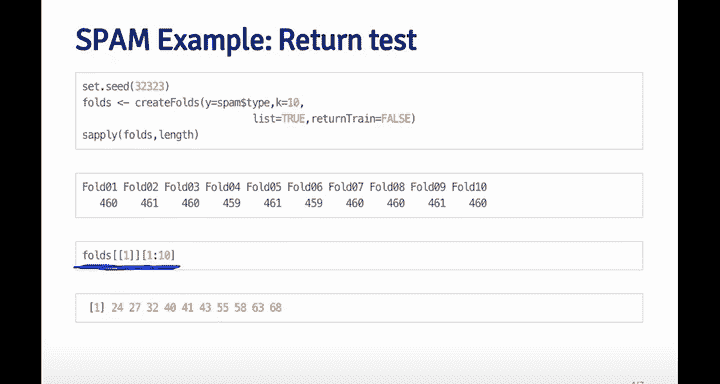 SPAM Example: Return test
set.seed(32323)
folds <- createFolds(y=spam$type,k=10,
list=TRUE,returnTrain=FALSE)
sapply(folds,length)
Fold01 Fold02 Fold03 Fold04 Fold05 Fold06 Fold07 Fold08 Fold09 Fold10
460 461 460 459 461 459 460 460 461 460
folds[[1]][1:10]
[1] 24 27 32 40 41 43 55 58 63 68